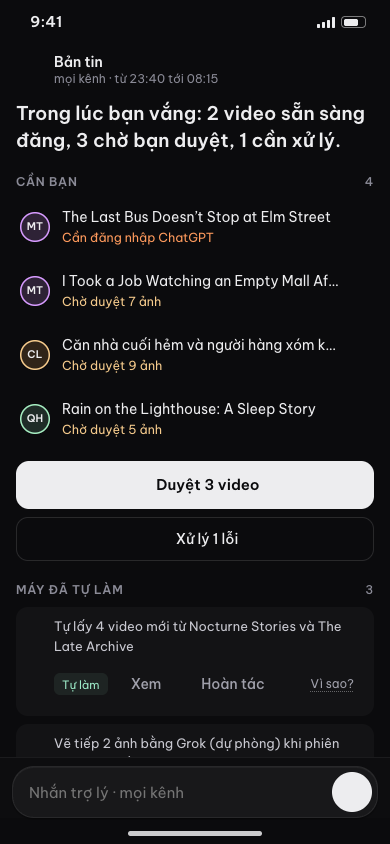 9:41
Bản tin
mọi kênh · từ 23:40 tới 08:15
Trong lúc bạn vắng: 2 video sẵn sàng
đăng, 3 chờ bạn duyệt, 1 cần xử lý.
CẦN BẠN 4
MT The Last Bus Doesn't Stop at Elm Street
Cần đăng nhập ChatGPT
MT I Took a Job Watching an Empty Mall Af...
Chờ duyệt 7 ảnh
CL Căn nhà cuối hẻm và người hàng xóm k...
Chờ duyệt 9 ảnh
QH Rain on the Lighthouse: A Sleep Story
Chờ duyệt 5 ảnh
Duyệt 3 video
Xử lý 1 lỗi
MÁY ĐÃ TỰ LÀM 3
Tự lấy 4 video mới từ Nocturne Stories và The
Late Archive
Tự làm Xem Hoàn tác Vì sao?
Vẽ tiếp 2 ảnh bằng Grok (dự phòng) khi phiên
Nhắn trợ lý · mọi kênh